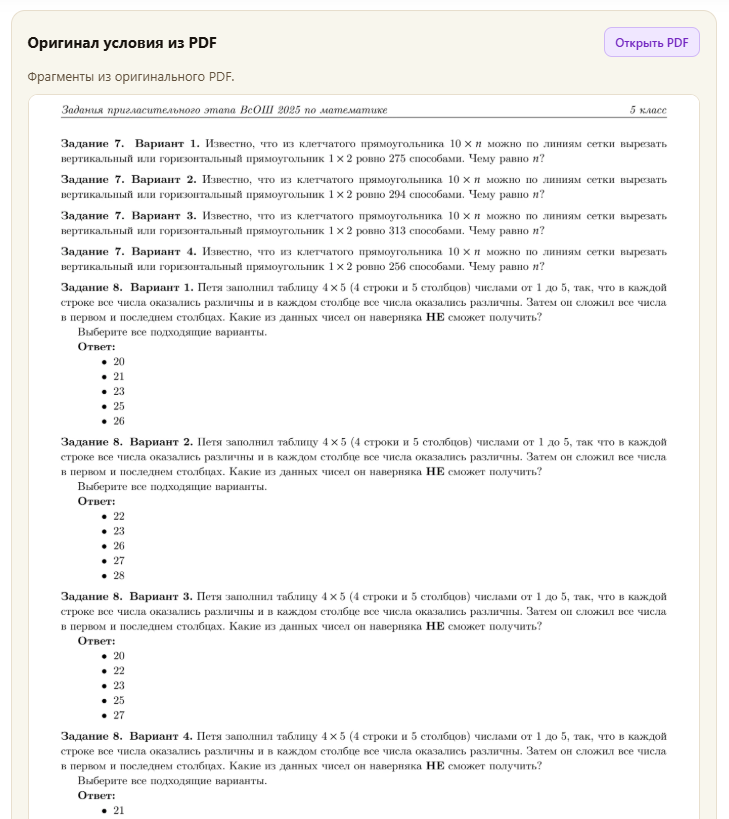 Оригинал условия из PDF
Открыть PDF
Фрагменты из оригинального PDF.
Задания пригласительного этапа ВсОШ 2025 по математике 5 класс
Задание 7. Вариант 1. Известно, что из клетчатого прямоугольника 10 × n можно по линиям сетки вырезать
вертикальный или горизонтальный прямоугольник 1 × 2 ровно 275 способами. Чему равно n?
Задание 7. Вариант 2. Известно, что из клетчатого прямоугольника 10 × n можно по линиям сетки вырезать
вертикальный или горизонтальный прямоугольник 1 × 2 ровно 294 способами. Чему равно n?
Задание 7. Вариант 3. Известно, что из клетчатого прямоугольника 10 × n можно по линиям сетки вырезать
вертикальный или горизонтальный прямоугольник 1 × 2 ровно 313 способами. Чему равно n?
Задание 7. Вариант 4. Известно, что из клетчатого прямоугольника 10 × n можно по линиям сетки вырезать
вертикальный или горизонтальный прямоугольник 1 × 2 ровно 256 способами. Чему равно n?
Задание 8. Вариант 1. Петя заполнил таблицу 4 × 5 (4 строки и 5 столбцов) числами от 1 до 5, так, что в каждой
строке все числа оказались различны и в каждом столбце все числа оказались различны. Затем он сложил все числа
в первом и последнем столбцах. Какие из данных чисел он наверняка НЕ сможет получить?
Выберите все подходящие варианты.
Ответ:
• 20
• 21
• 23
• 25
• 26
Задание 8. Вариант 2. Петя заполнил таблицу 4 × 5 (4 строки и 5 столбцов) числами от 1 до 5, так что в каждой
строке все числа оказались различны и в каждом столбце все числа оказались различны. Затем он сложил все числа
в первом и последнем столбцах. Какие из данных чисел он наверняка НЕ сможет получить?
Выберите все подходящие варианты.
Ответ:
• 22
• 23
• 26
• 27
• 28
Задание 8. Вариант 3. Петя заполнил таблицу 4 × 5 (4 строки и 5 столбцов) числами от 1 до 5, так, что в каждой
строке все числа оказались различны и в каждом столбце все числа оказались различны. Затем он сложил все числа
в первом и последнем столбцах. Какие из данных чисел он наверняка НЕ сможет получить?
Ответ:
• 20
• 22
• 23
• 25
• 27
Задание 8. Вариант 4. Петя заполнил таблицу 4 × 5 (4 строки и 5 столбцов) числами от 1 до 5, так, что в каждой
строке все числа оказались различны и в каждом столбце все числа оказались различны. Затем он сложил все числа
в первом и последнем столбцах. Какие из данных чисел он наверняка НЕ сможет получить?
Выберите все подходящие варианты.
Ответ:
• 21